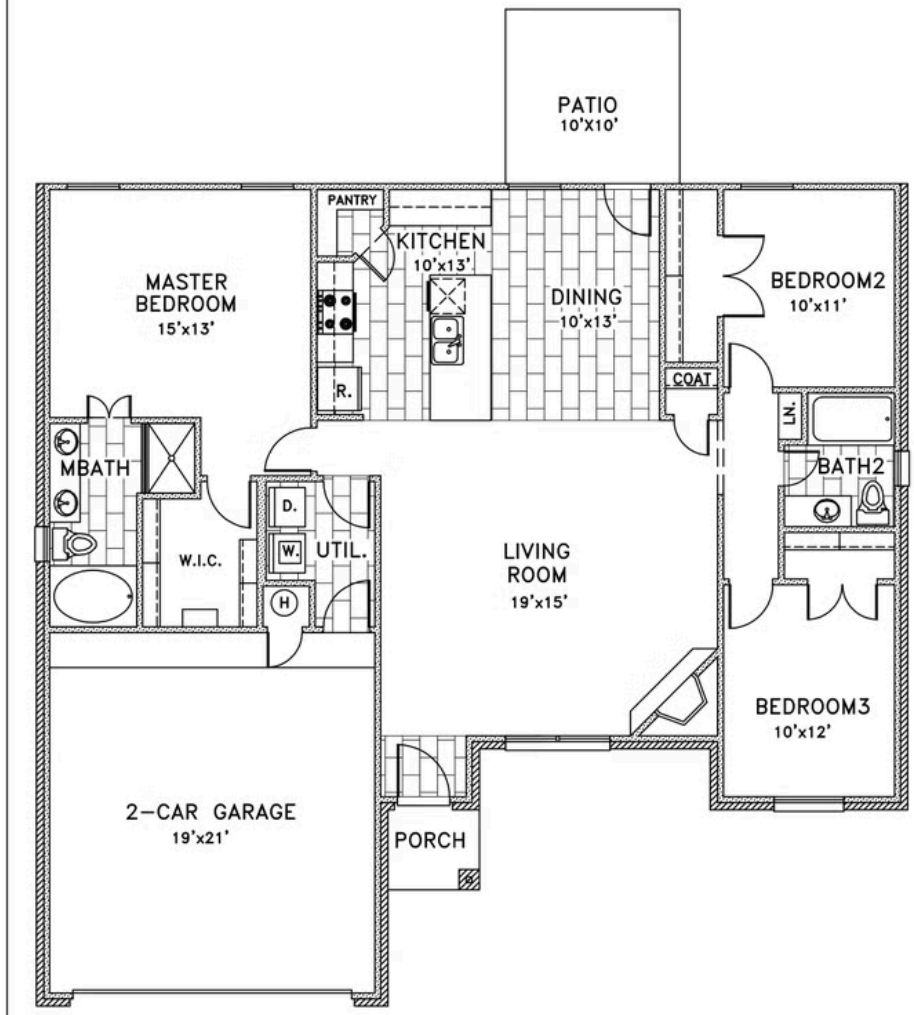 PATIO
10'X10'
PANTRY
KITCHEN
10'x13'
MASTER
BEDROOM
15'x13'
DINING
10'x13'
BEDROOM2
10'x11'
R.
COAT
LN.
MBATH
BATH2
D.
W.
UTIL.
W.I.C.
LIVING
ROOM
19'x15'
H
BEDROOM3
10'x12'
2-CAR GARAGE
19'x21'
PORCH